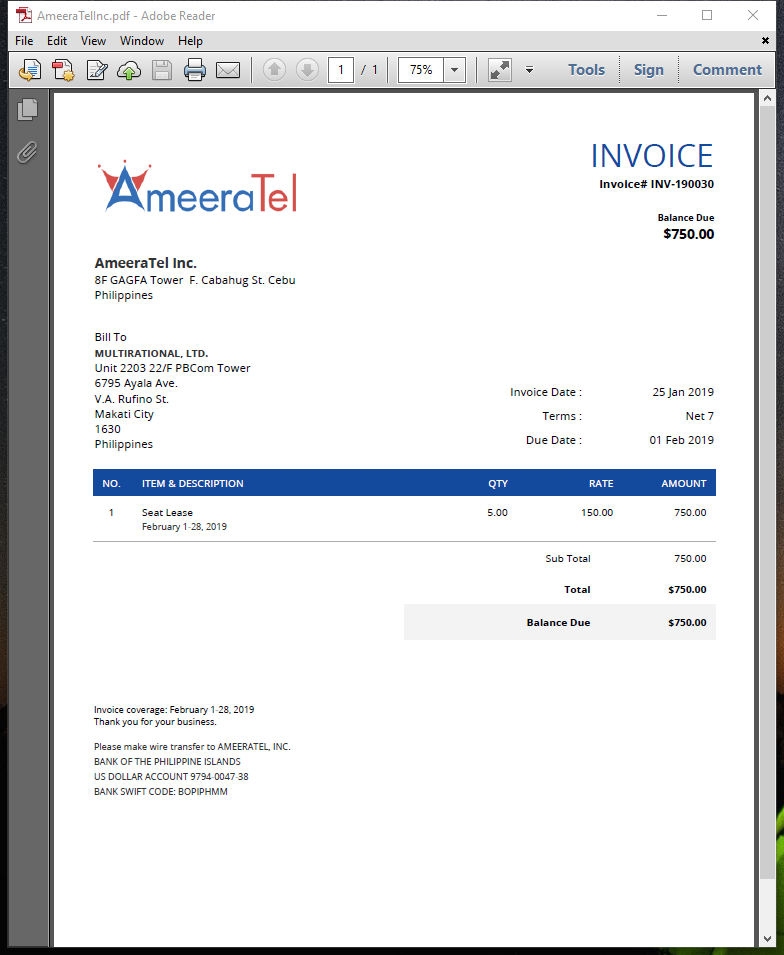 AmeeraTelInc.pdf - Adobe Reader
File Edit View Window Help
1 / 1 75% Tools Sign Comment
INVOICE
Invoice# INV-190030
AmeeraTel
Balance Due
$750.00
AmeeraTel Inc.
8F GAGFA Tower F. Cabahug St. Cebu
Philippines
Bill To
MULTIRATIONAL, LTD.
Unit 2203 22/F PBCom Tower
6795 Ayala Ave.
V.A. Rufino St.
Makati City
1630
Philippines
Invoice Date : 25 Jan 2019
Terms : Net 7
Due Date : 01 Feb 2019
NO. ITEM & DESCRIPTION QTY RATE AMOUNT
1 Seat Lease 5.00 150.00 750.00
February 1-28, 2019
Sub Total 750.00
Total $750.00
Balance Due $750.00
Invoice coverage: February 1-28, 2019
Thank you for your business.
Please make wire transfer to AMEERATEL, INC.
BANK OF THE PHILIPPINE ISLANDS
US DOLLAR ACCOUNT 9794-0047-38
BANK SWIFT CODE: BOPIPHMM